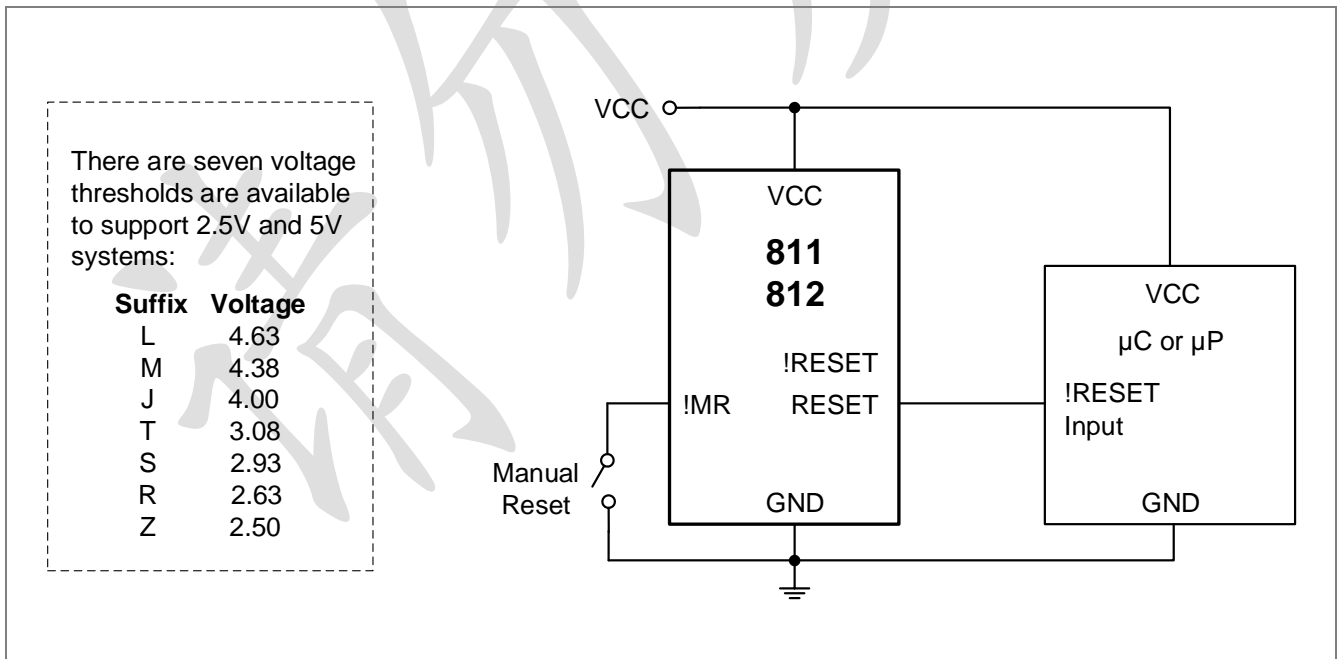 请勿
There are seven voltage
thresholds are available
to support 2.5V and 5V
systems:
Suffix Voltage
L 4.63
M 4.38
J 4.00
T 3.08
S 2.93
R 2.63
Z 2.50
VCC
VCC
811
812
!RESET
!MR RESET
GND
Manual
Reset
VCC
µC or µP
!RESET
Input
GND